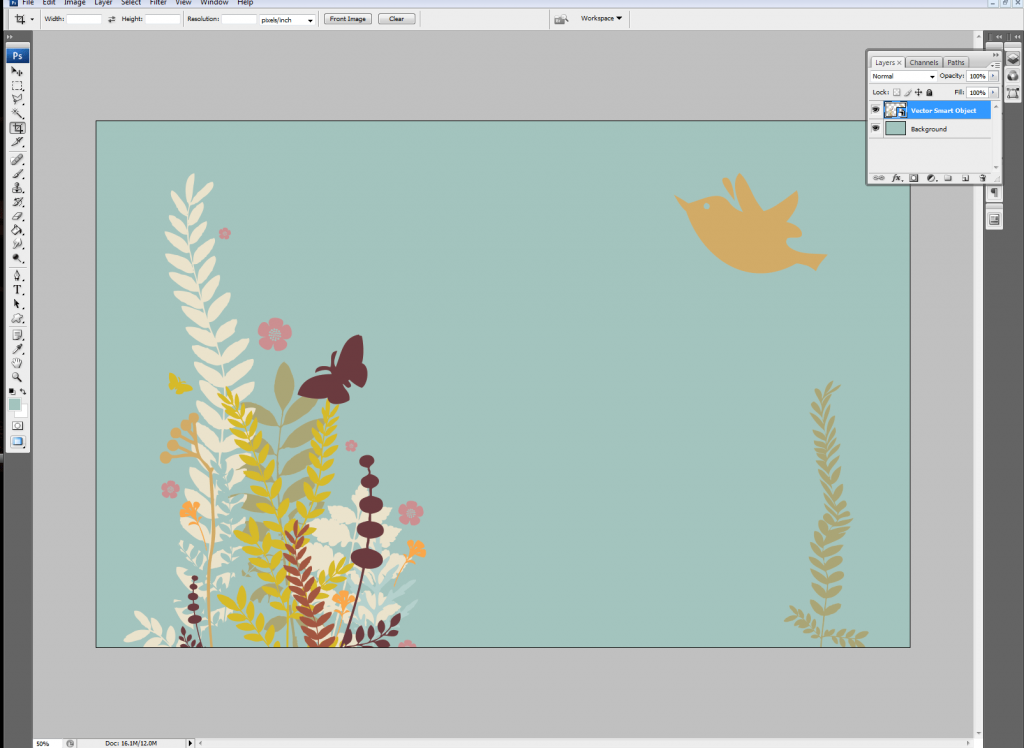 Ps File Edit Image Layer Select Filter View Window Help
Width: Height: Resolution: pixels/inch Front Image Clear Workspace
Ps
T
Layers Channels Paths
Normal Opacity: 100%
Lock: Fill: 100%
Vector Smart Object
Background
fx
50% Doc: 16.1M/12.0M